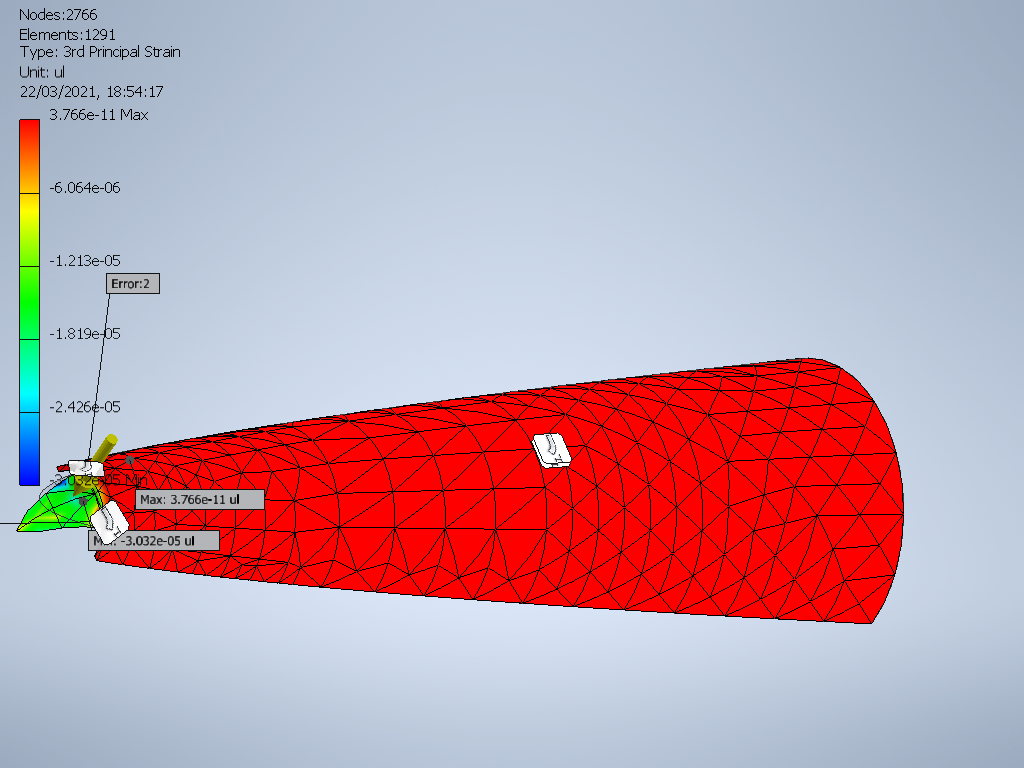 Nodes:2766
Elements:1291
Type: 3rd Principal Strain
Unit: ul
22/03/2021, 18:54:17
3.766e-11 Max
-6.064e-06
-1.213e-05
Error:2
-1.819e-05
-2.426e-05
-3.032e-05 Min
Max: 3.766e-11 ul
-3.032e-05 ul